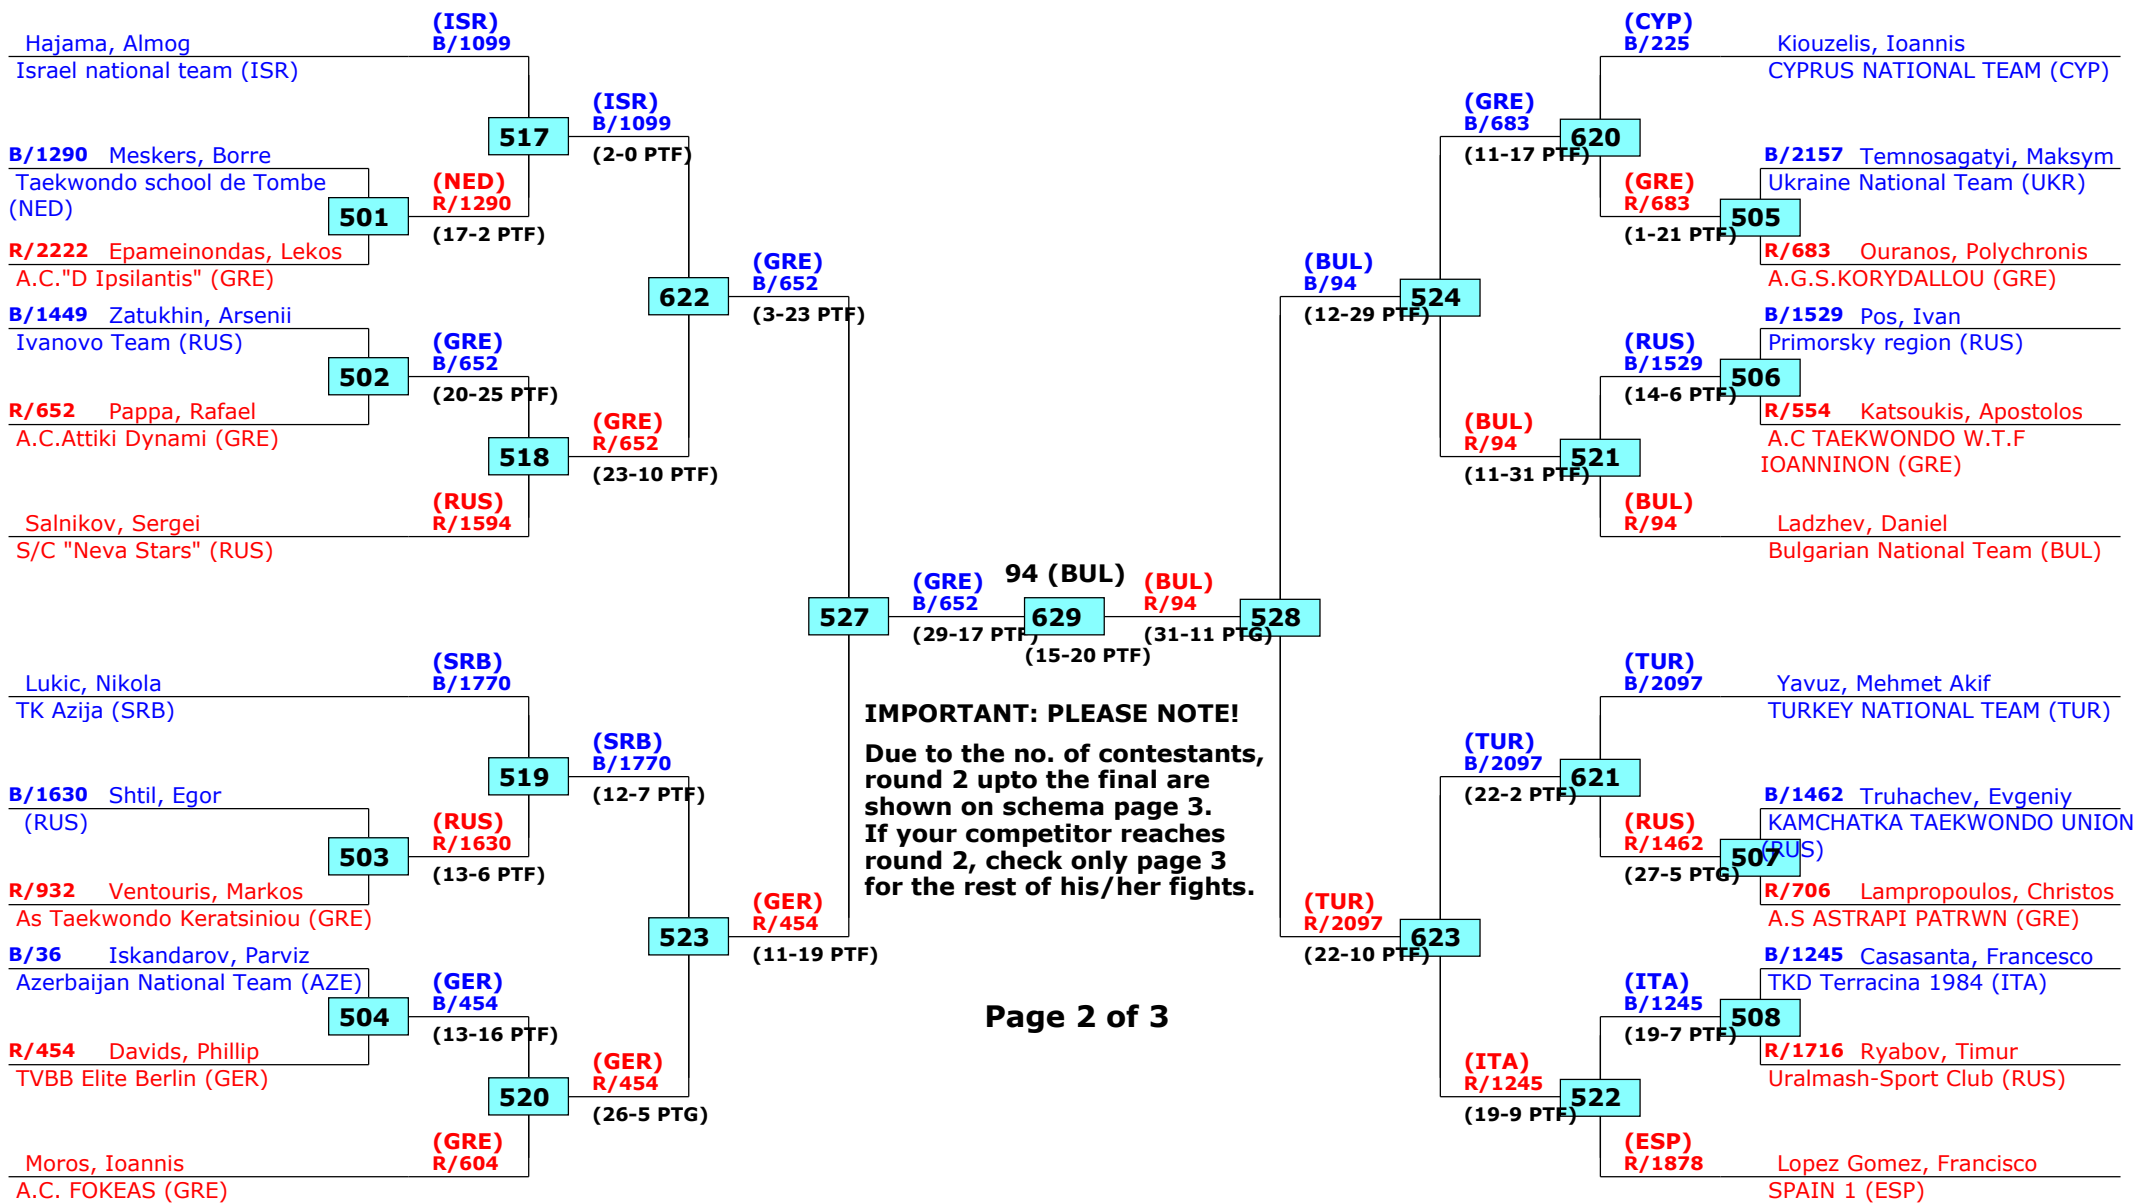 Hajama, Almog
Israel national team (ISR)
(ISR)
B/1099
517
(ISR)
B/1099
(2-0 PTF)
B/1290 Meskers, Borre
Taekwondo school de Tombe
(NED)
501
(NED)
R/1290
(17-2 PTF)
R/2222 Epameinondas, Lekos
A.C."D Ipsilantis" (GRE)
622
(GRE)
B/652
(3-23 PTF)
B/1449 Zatukhin, Arsenii
Ivanovo Team (RUS)
502
(GRE)
B/652
(20-25 PTF)
R/652 Pappa, Rafael
A.C.Attiki Dynami (GRE)
518
(GRE)
R/652
(23-10 PTF)
Salnikov, Sergei
S/C "Neva Stars" (RUS)
(RUS)
R/1594
527
(GRE)
B/652
(29-17 PTF)
94 (BUL)
629
(15-20 PTF)
(BUL)
R/94
(31-11 PTG)
528
Lukic, Nikola
TK Azija (SRB)
(SRB)
B/1770
519
(SRB)
B/1770
(12-7 PTF)
B/1630 Shtil, Egor
(RUS)
503
(RUS)
R/1630
(13-6 PTF)
R/932 Ventouris, Markos
As Taekwondo Keratsiniou (GRE)
523
(GER)
R/454
(11-19 PTF)
B/36 Iskandarov, Parviz
Azerbaijan National Team (AZE)
504
(GER)
B/454
(13-16 PTF)
R/454 Davids, Phillip
TVBB Elite Berlin (GER)
520
(GER)
R/454
(26-5 PTG)
Moros, Ioannis
A.C. FOKEAS (GRE)
(GRE)
R/604
IMPORTANT: PLEASE NOTE!
Due to the no. of contestants,
round 2 upto the final are
shown on schema page 3.
If your competitor reaches
round 2, check only page 3
for the rest of his/her fights.
Page 2 of 3
(CYP)
B/225
Kiouzelis, Ioannis
CYPRUS NATIONAL TEAM (CYP)
(GRE)
B/683
(11-17 PTF)
620
B/2157 Temnosagatyi, Maksym
Ukraine National Team (UKR)
(GRE)
R/683
(1-21 PTF)
505
R/683 Ouranos, Polychronis
A.G.S.KORYDALLOU (GRE)
(BUL)
B/94
(12-29 PTF)
524
B/1529 Pos, Ivan
Primorsky region (RUS)
(RUS)
B/1529
(14-6 PTF)
506
R/554 Katsoukis, Apostolos
A.C TAEKWONDO W.T.F
IOANNINON (GRE)
(BUL)
R/94
(11-31 PTF)
521
(BUL)
R/94
Ladzhev, Daniel
Bulgarian National Team (BUL)
(TUR)
B/2097
Yavuz, Mehmet Akif
TURKEY NATIONAL TEAM (TUR)
(TUR)
B/2097
(22-2 PTF)
621
B/1462 Truhachev, Evgeniy
KAMCHATKA TAEKWONDO UNION
(RUS)
(RUS)
R/1462
(27-5 PTG)
507
R/706 Lampropoulos, Christos
A.S ASTRAPI PATRWN (GRE)
(TUR)
R/2097
(22-10 PTF)
623
B/1245 Casasanta, Francesco
TKD Terracina 1984 (ITA)
(ITA)
B/1245
(19-7 PTF)
508
R/1716 Ryabov, Timur
Uralmash-Sport Club (RUS)
(ITA)
R/1245
(19-9 PTF)
522
(ESP)
R/1878
Lopez Gomez, Francisco
SPAIN 1 (ESP)